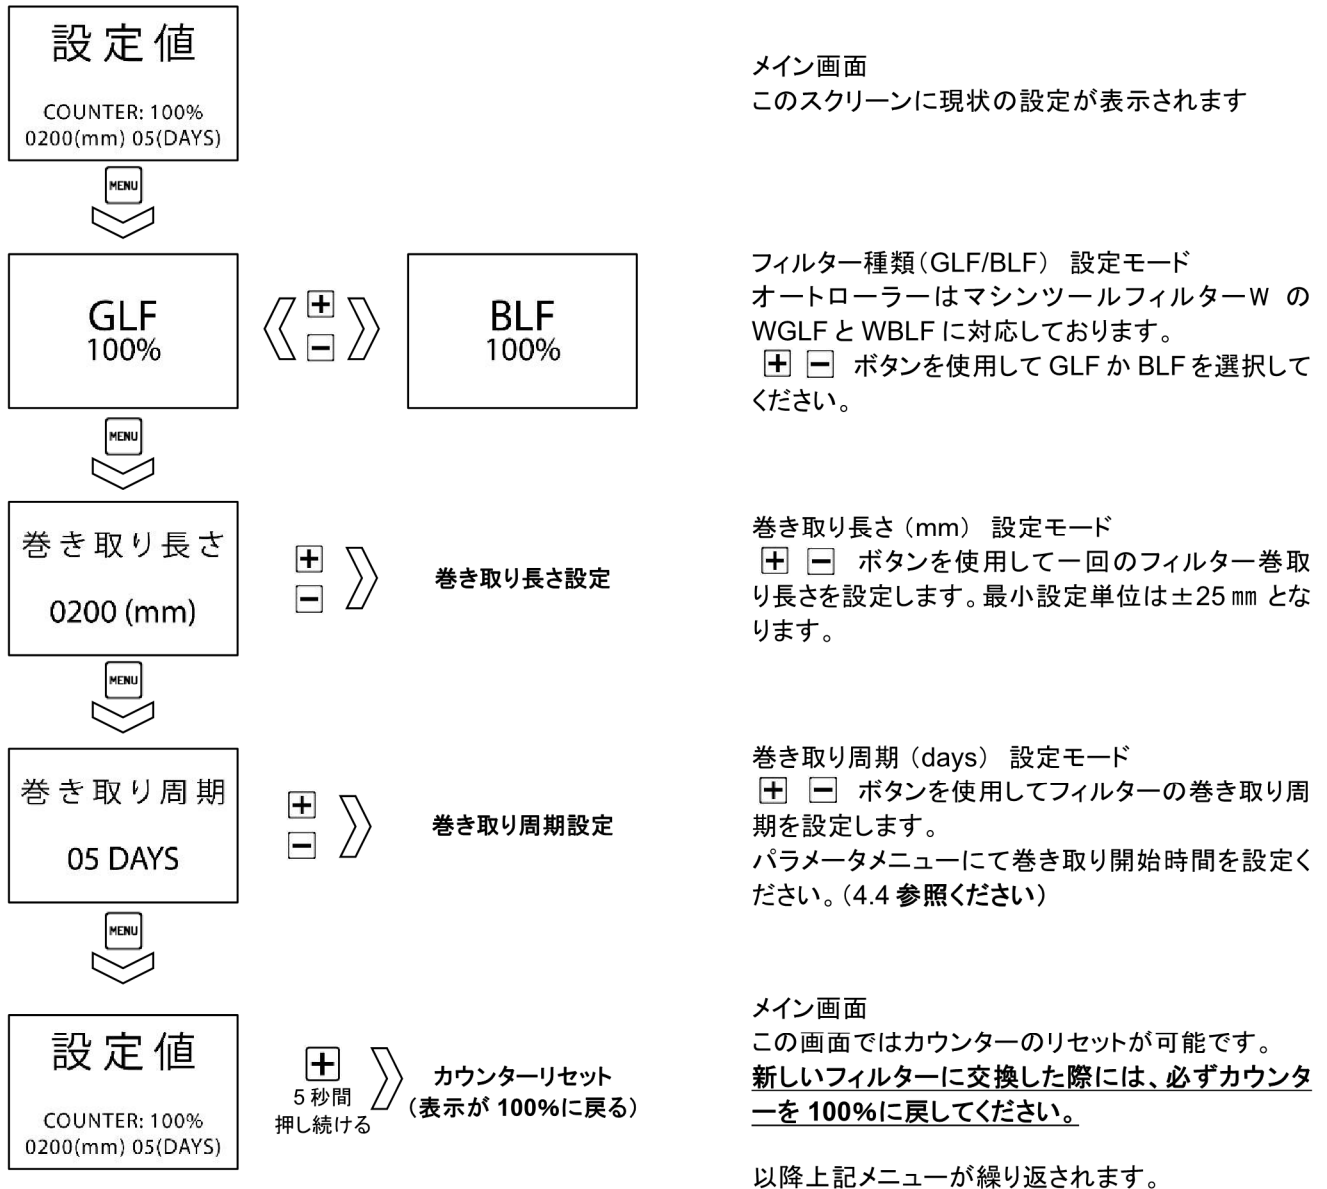 設定値
COUNTER: 100%
0200(mm) 05(DAYS)
メイン画面
このスクリーンに現状の設定が表示されます
MENU
GLF
100%
+
-
BLF
100%
フィルター種類(GLF/BLF) 設定モード
オートローラーはマシンツールフィルターW の
WGLFと WBLFに対応しております。
+ - ボタンを使用して GLFか BLFを選択して
ください。
MENU
巻き取り長さ
0200 (mm)
+
-
巻き取り長さ設定
巻き取り長さ (mm) 設定モード
+ - ボタンを使用して一回のフィルター巻取
り長さを設定します。最小設定単位は±25㎜ とな
ります。
MENU
巻き取り周期
05 DAYS
+
-
巻き取り周期設定
巻き取り周期 (days) 設定モード
+ - ボタンを使用してフィルターの巻き取り周
期を設定します。
パラメータメニューにて巻き取り開始時間を設定く
ださい。(4.4 参照ください)
MENU
設定値
COUNTER: 100%
0200(mm) 05(DAYS)
+
5秒間
押し続ける
カウンターリセット
(表示が 100%に戻る)
メイン画面
この画面ではカウンターのリセットが可能です。
新しいフィルターに交換した際には、必ずカウンタ
ーを 100%に戻してください。
以降上記メニューが繰り返されます。